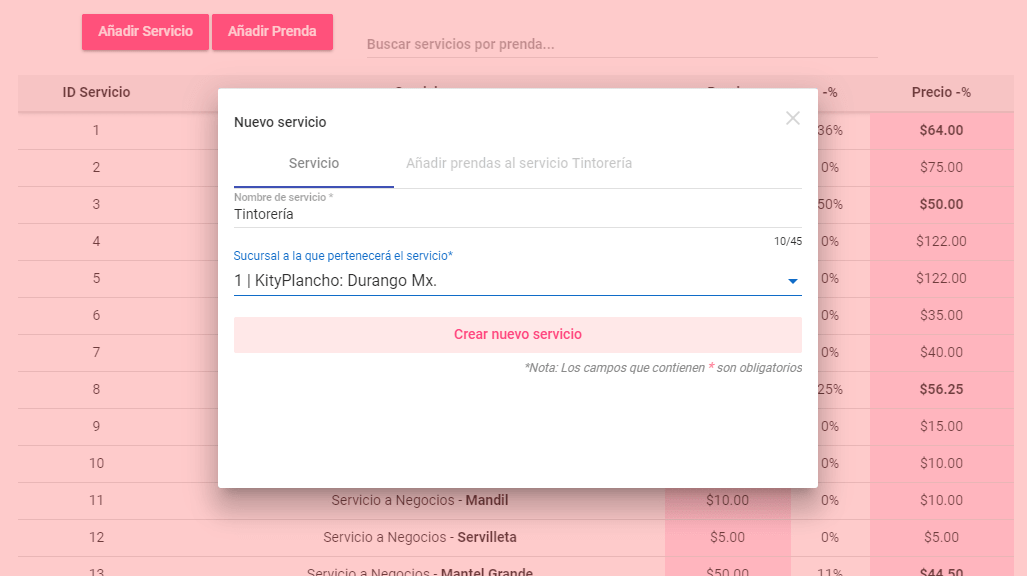 Añadir Servicio Añadir Prenda
Buscar servicios por prenda...
ID Servicio -% Precio -%
Nuevo servicio
1 36% $64.00
Servicio Añadir prendas al servicio Tintorería
2 0% $75.00
Nombre de servicio *
3 50% $50.00
Tintorería
4 10/45 0% $122.00
Sucursal a la que pertenecerá el servicio*
5 1 | KityPlancho: Durango Mx. 0% $122.00
6 0% $35.00
Crear nuevo servicio
7 0% $40.00
*Nota: Los campos que contienen * son obligatorios
8 25% $56.25
9 0% $15.00
10 0% $10.00
11 Servicio a Negocios - Mandil $10.00 0% $10.00
12 Servicio a Negocios - Servilleta $5.00 0% $5.00
13 Servicio a Negocios - Mantel Grande $50.00 11% $44.50